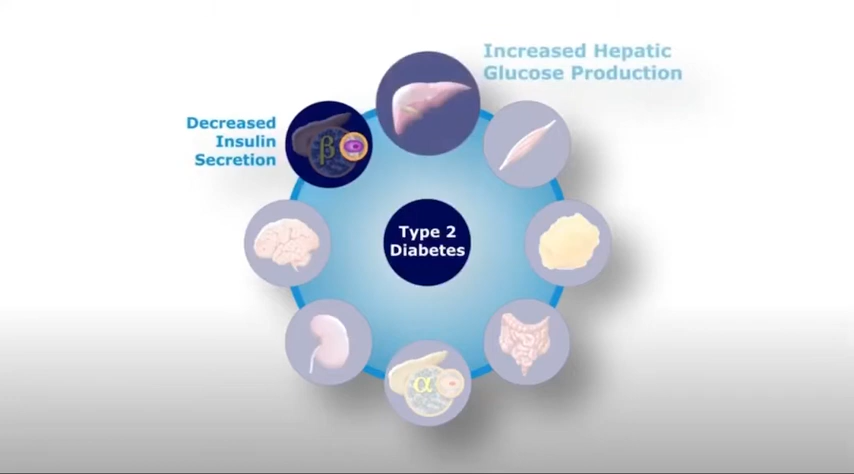 Increased Hepatic
Glucose Production
Decreased
Insulin
Secretion
β
Type 2
Diabetes
α